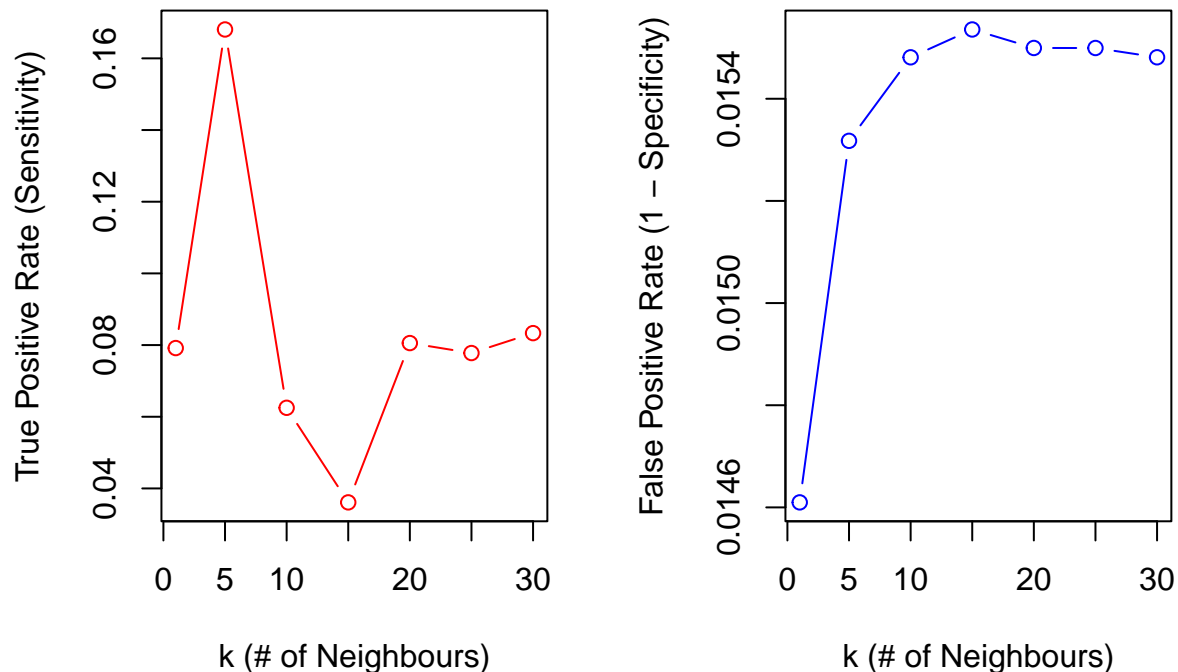 True Positive Rate (Sensitivity)
0.16
0.12
0.08
0.04
0 5 10 20 30
k (# of Neighbours)
False Positive Rate (1 − Specificity)
0.0154
0.0150
0.0146
0 5 10 20 30
k (# of Neighbours)